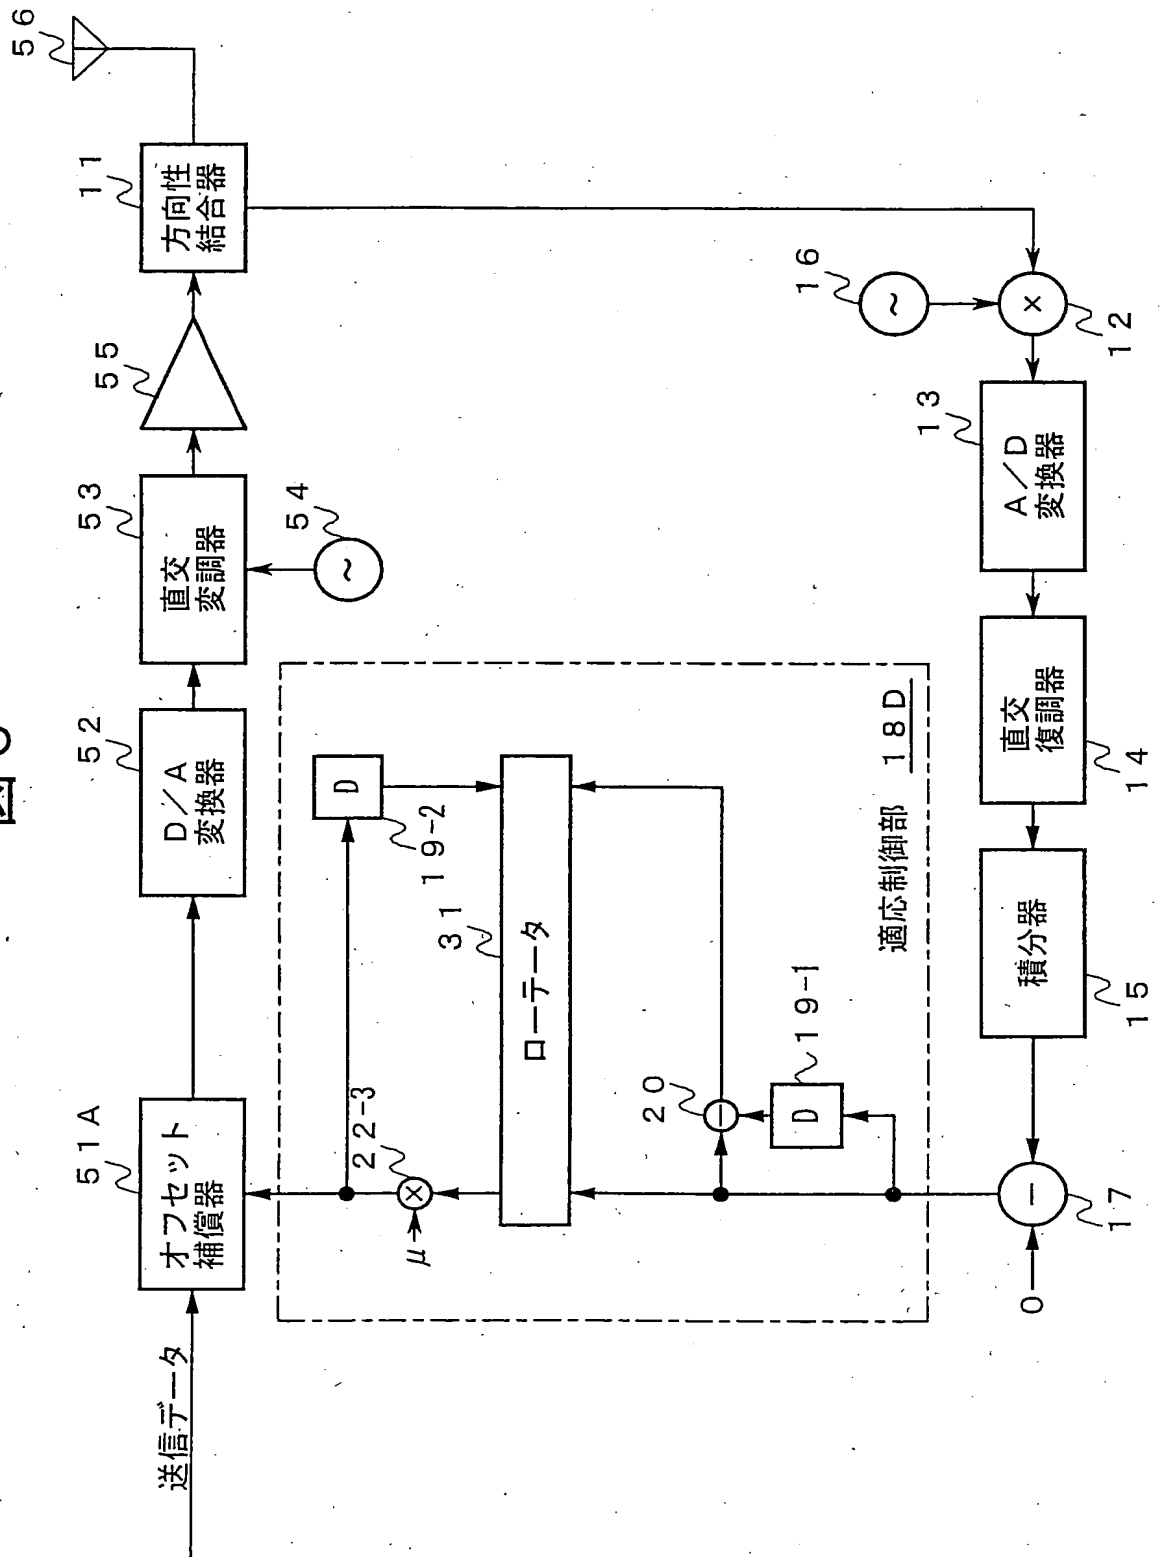 図
送信データ
51A
オフセット
補償器
52
D/A
変換器
53
直交
変調器
54
~
55
11
方向性
結合器
56
μ
×
22-3
D
19-2
31
ローテータ
20
−
D
19-1
適応制御部
18D
0
−
17
積分器
15
直交
復調器
14
A/D
変換器
13
×
12
~
16